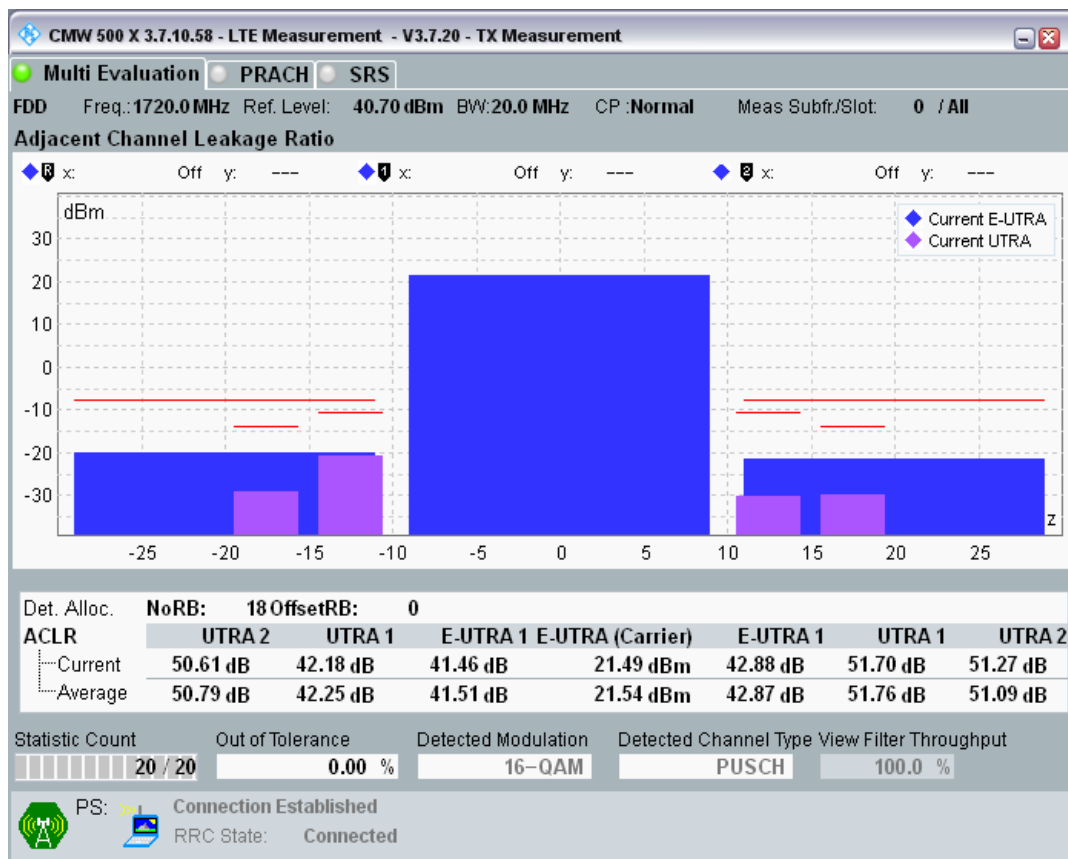 CMW 500 X 3.7.10.58 - LTE Measurement - V3.7.20 - TX Measurement
Multi Evaluation PRACH SRS
FDD Freq.:1720.0 MHz Ref. Level: 40.70 dBm BW:20.0 MHz CP :Normal Meas Subfr./Slot: 0 / All
Adjacent Channel Leakage Ratio
R x: Off y: --- 1 x: Off y: --- 2 x: Off y: ---
dBm
Current E-UTRA
Current UTRA
30
20
10
0
-10
-20
-30
z
-25 -20 -15 -10 -5 0 5 10 15 20 25
Det. Alloc. NoRB: 18 OffsetRB: 0
ACLR UTRA 2 UTRA 1 E-UTRA 1 E-UTRA (Carrier) E-UTRA 1 UTRA 1 UTRA 2
Current 50.61 dB 42.18 dB 41.46 dB 21.49 dBm 42.88 dB 51.70 dB 51.27 dB
Average 50.79 dB 42.25 dB 41.51 dB 21.54 dBm 42.87 dB 51.76 dB 51.09 dB
Statistic Count Out of Tolerance Detected Modulation Detected Channel Type View Filter Throughput
20 / 20 0.00 % 16-QAM PUSCH 100.0 %
PS: Connection Established
RRC State: Connected